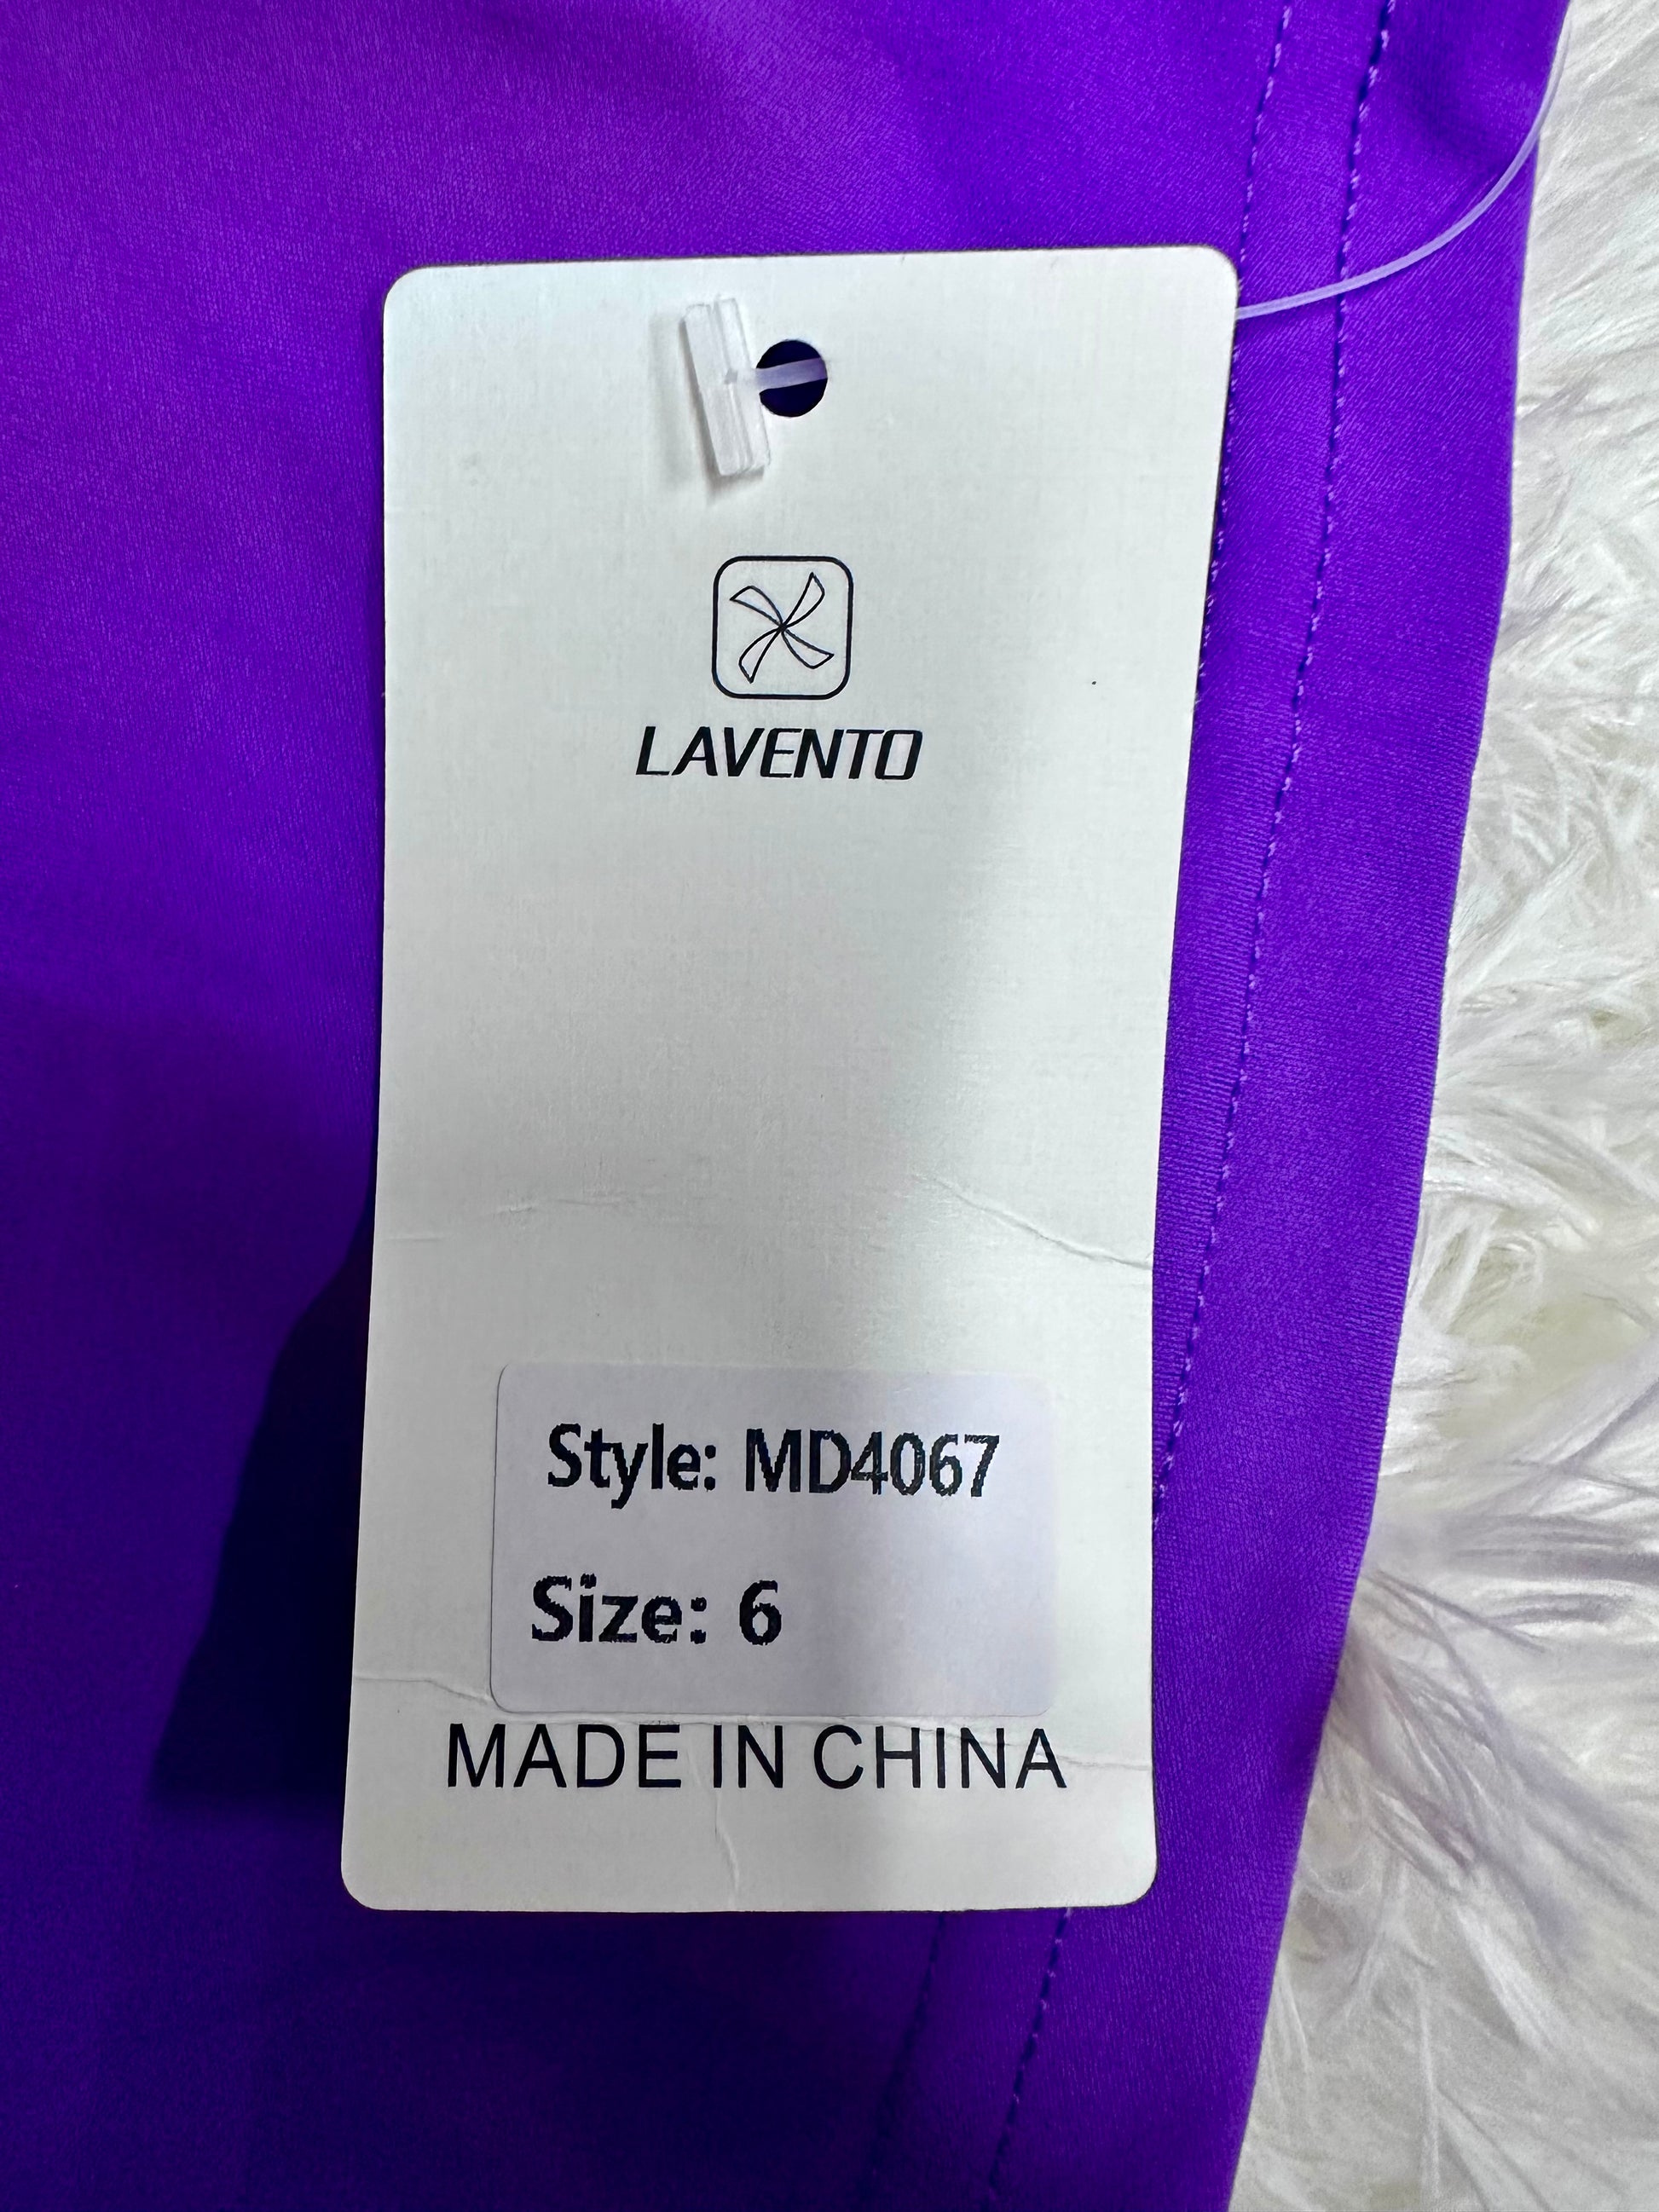 LAVENTO
Style: MD4067
Size: 6
MADE IN CHINA